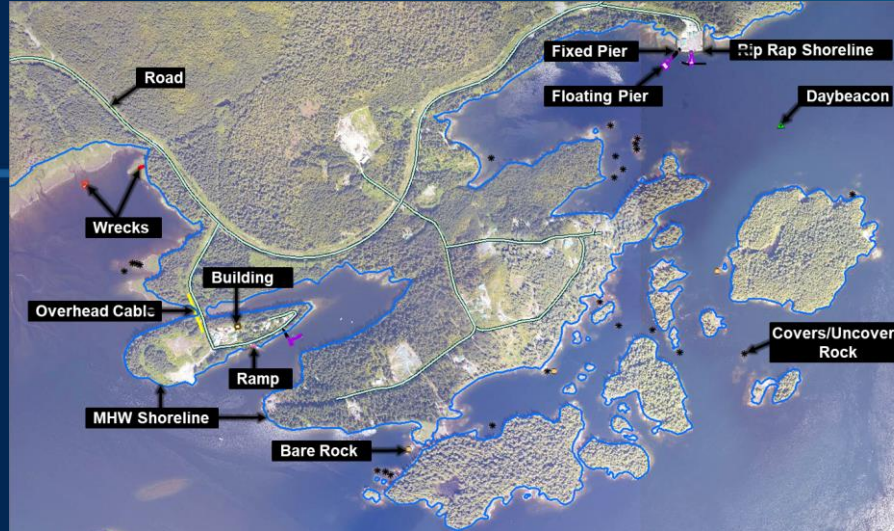 Fixed Pier
Rip Rap Shoreline
Road
Floating Pier
Daybeacon
Wrecks
Building
Overhead Cable
Covers/Uncover
Rock
Ramp
MHW Shoreline
Bare Rock